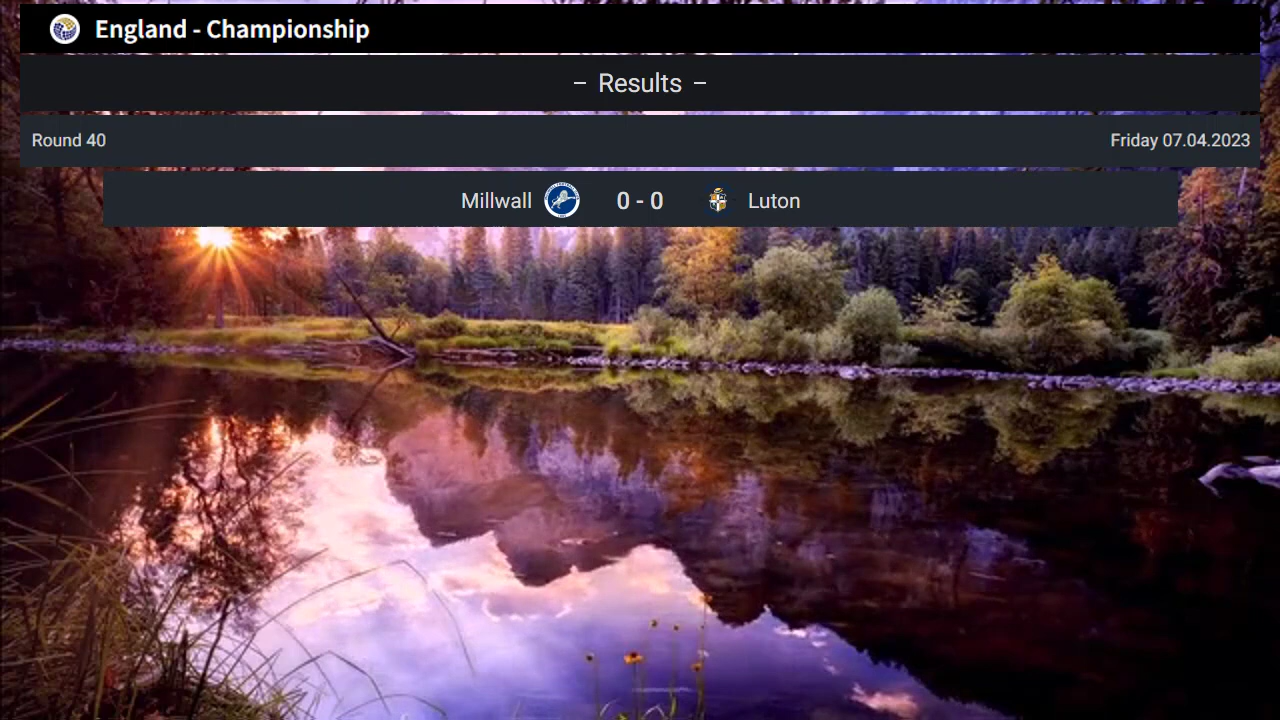 England - Championship
– Results –
Round 40 Friday 07.04.2023
Millwall 0 - 0 Luton